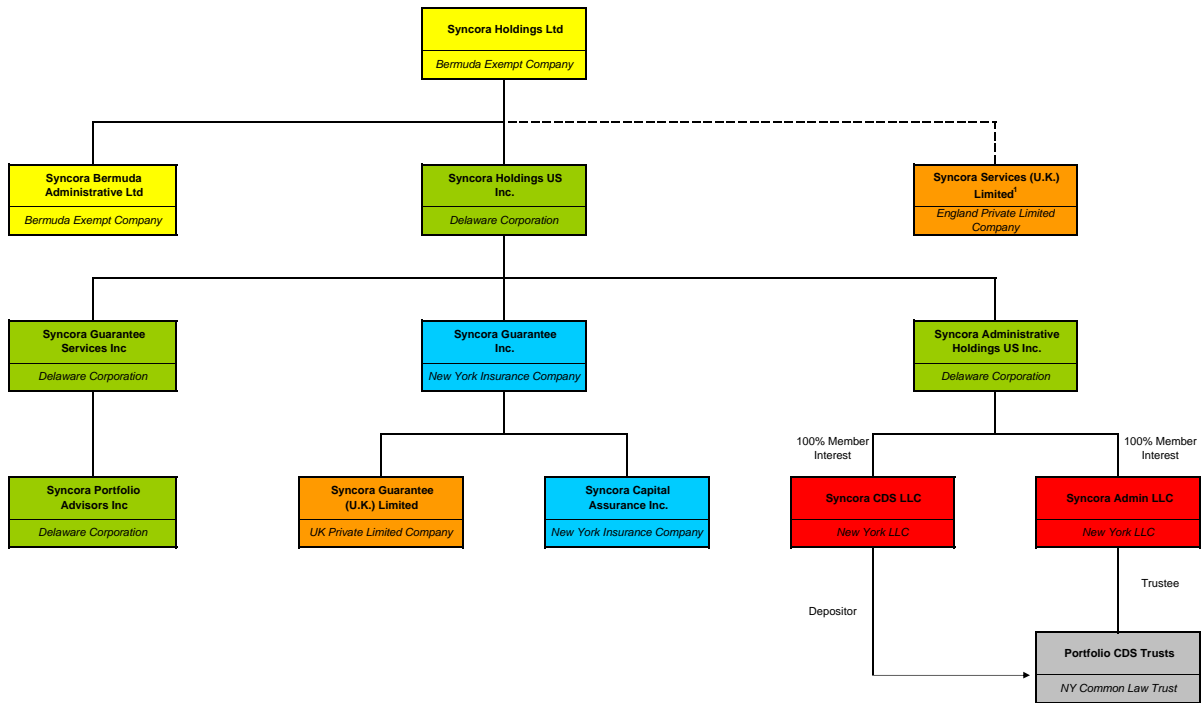 Syncora Holdings Ltd
Bermuda Exempt Company
Syncora Bermuda
Administrative Ltd
Bermuda Exempt Company
Syncora Holdings US
Inc.
Delaware Corporation
Syncora Services (U.K.)
Limited¹
England Private Limited
Company
Syncora Guarantee
Services Inc
Delaware Corporation
Syncora Guarantee
Inc.
New York Insurance Company
Syncora Administrative
Holdings US Inc.
Delaware Corporation
100% Member
Interest
100% Member
Interest
Syncora Portfolio
Advisors Inc
Delaware Corporation
Syncora Guarantee
(U.K.) Limited
UK Private Limited Company
Syncora Capital
Assurance Inc.
New York Insurance Company
Syncora CDS LLC
New York LLC
Syncora Admin LLC
New York LLC
Depositor
Trustee
Portfolio CDS Trusts
NY Common Law Trust